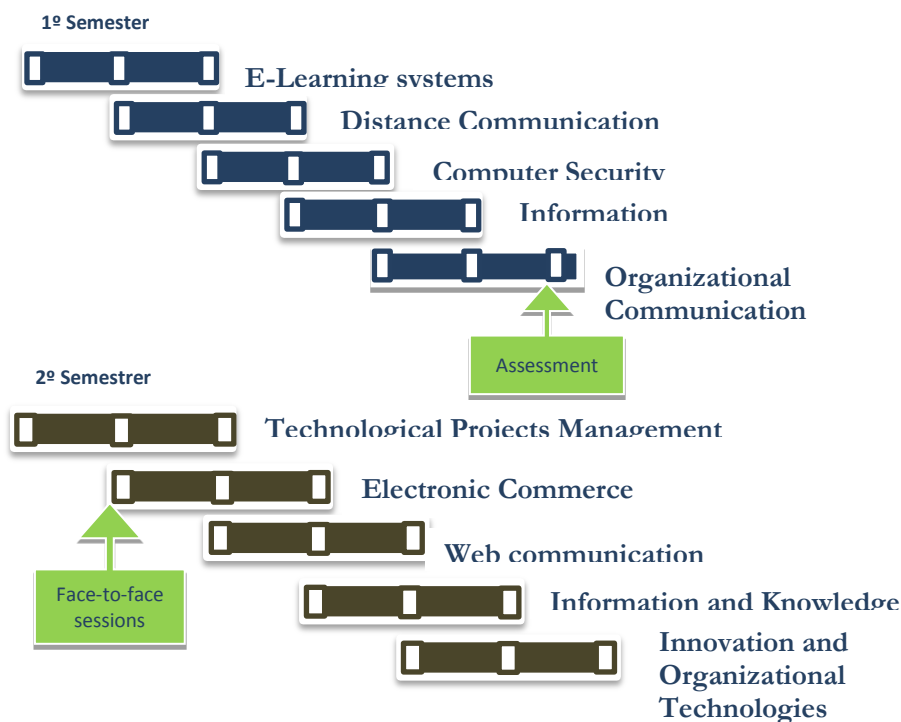 1º Semester
E-Learning systems
Distance Communication
Computer Security
Information
Organizational
Communication
Assessment
2º Semestrer
Technological Projects Management
Electronic Commerce
Web communication
Face-to-face
sessions
Information and Knowledge
Innovation and
Organizational
Technologies